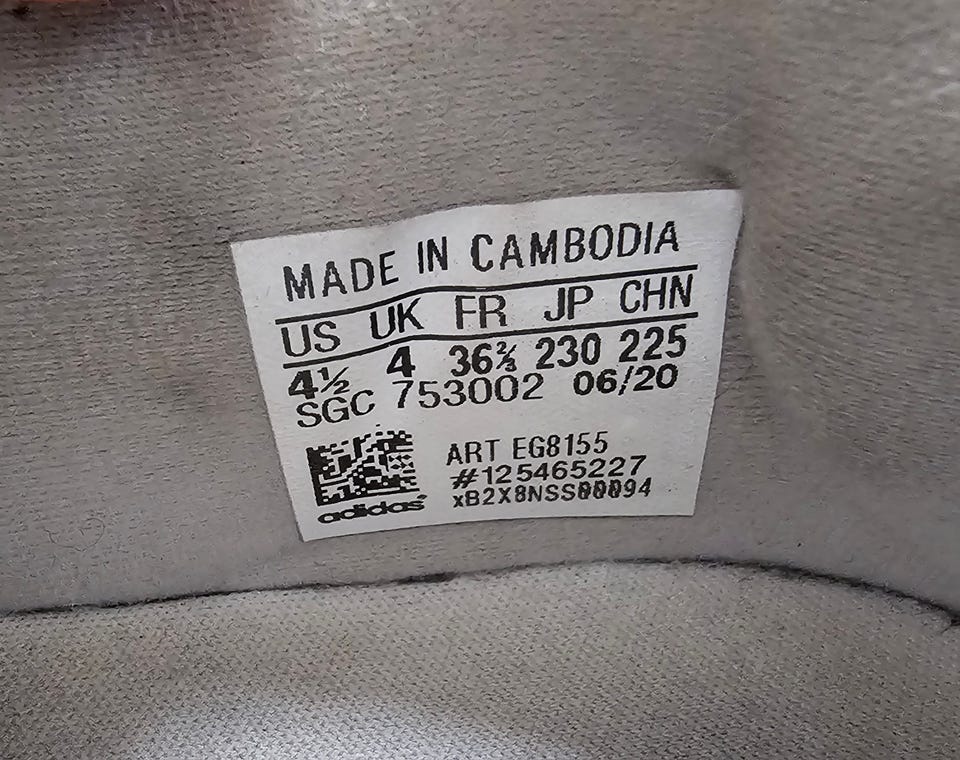 MADE IN CAMBODIA
US UK FR JP CHN
4½ 4 36⅔ 230 225
SGC 753002 06/20
ART EG8155
#125465227
xB2X8NSS00094
adidas